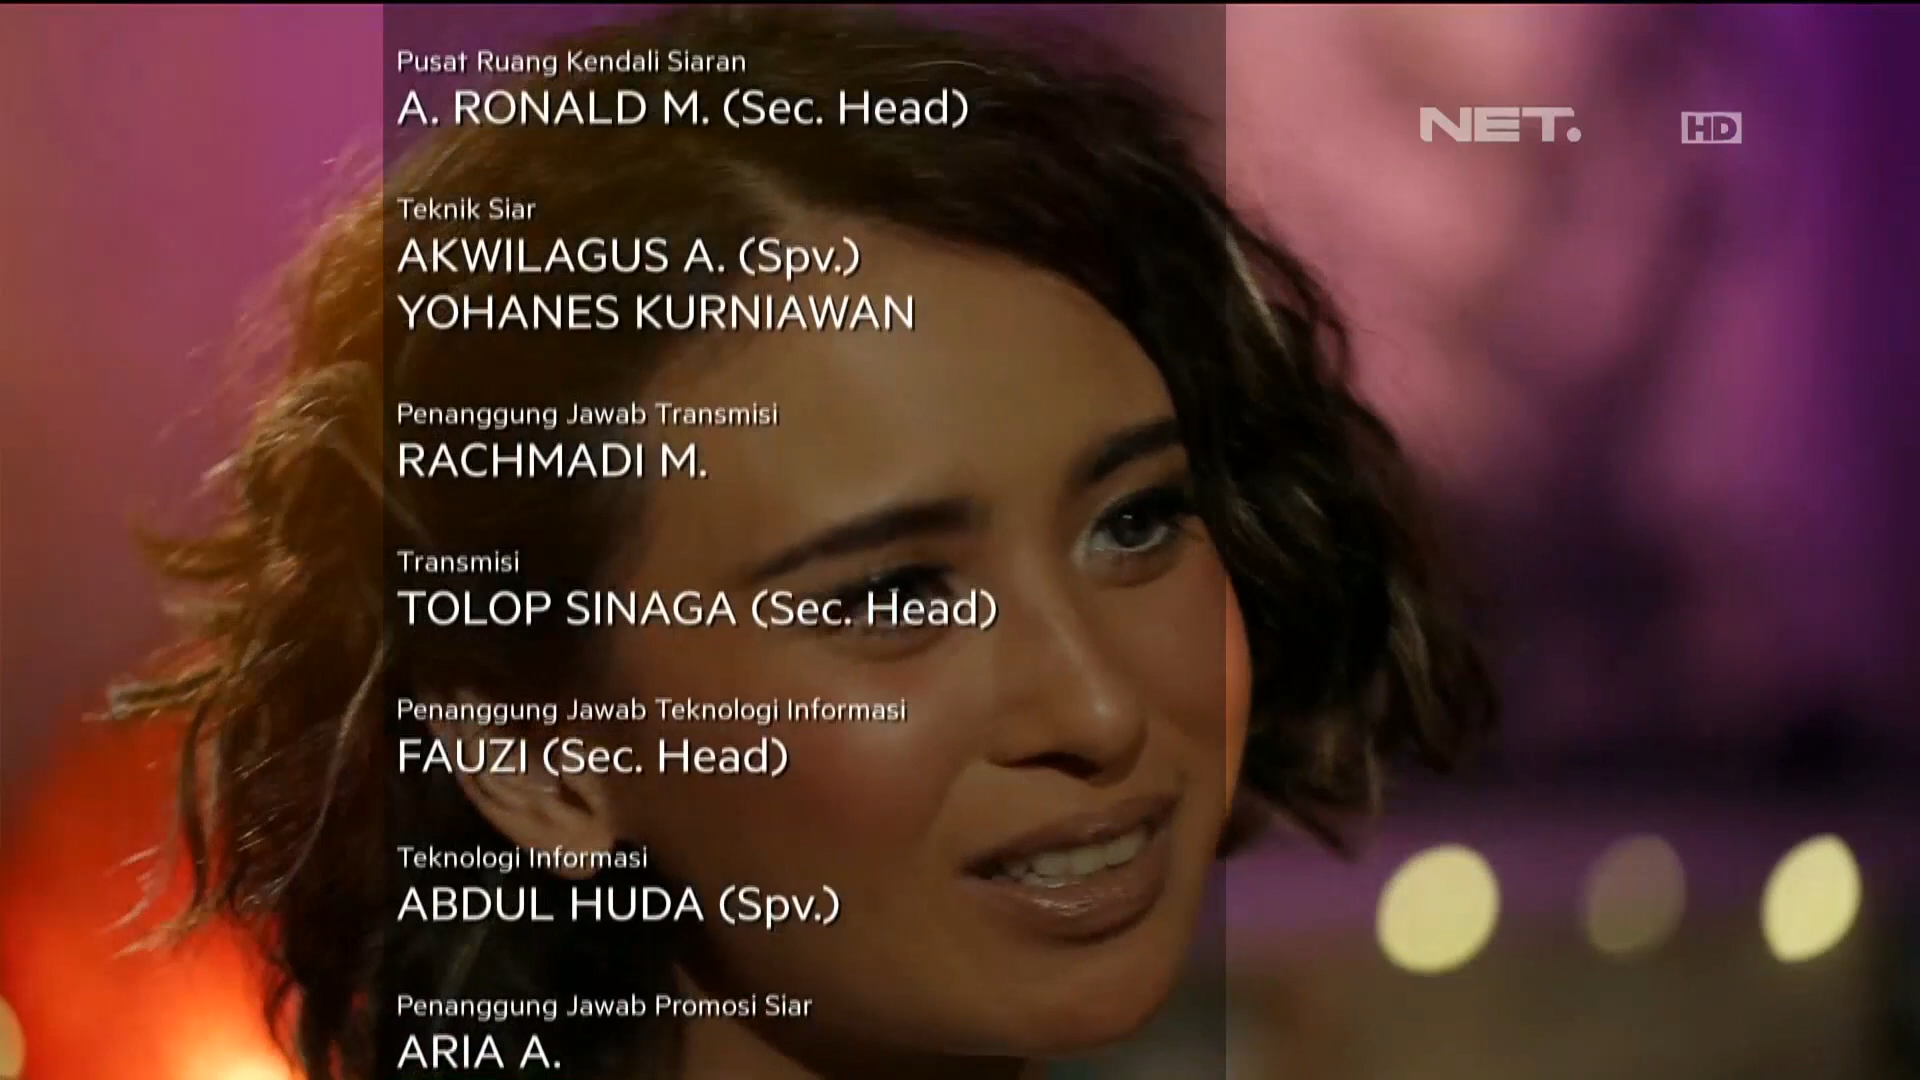 Pusat Ruang Kendali Siaran
A. RONALD M. (Sec. Head)
NET.
HD
Teknik Siar
AKWILAGUS A. (Spv.)
YOHANES KURNIAWAN
Penanggung Jawab Transmisi
RACHMADI M.
Transmisi
TOLOP SINAGA (Sec. Head)
Penanggung Jawab Teknologi Informasi
FAUZI (Sec. Head)
Teknologi Informasi
ABDUL HUDA (Spv.)
Penanggung Jawab Promosi Siar
ARIA A.